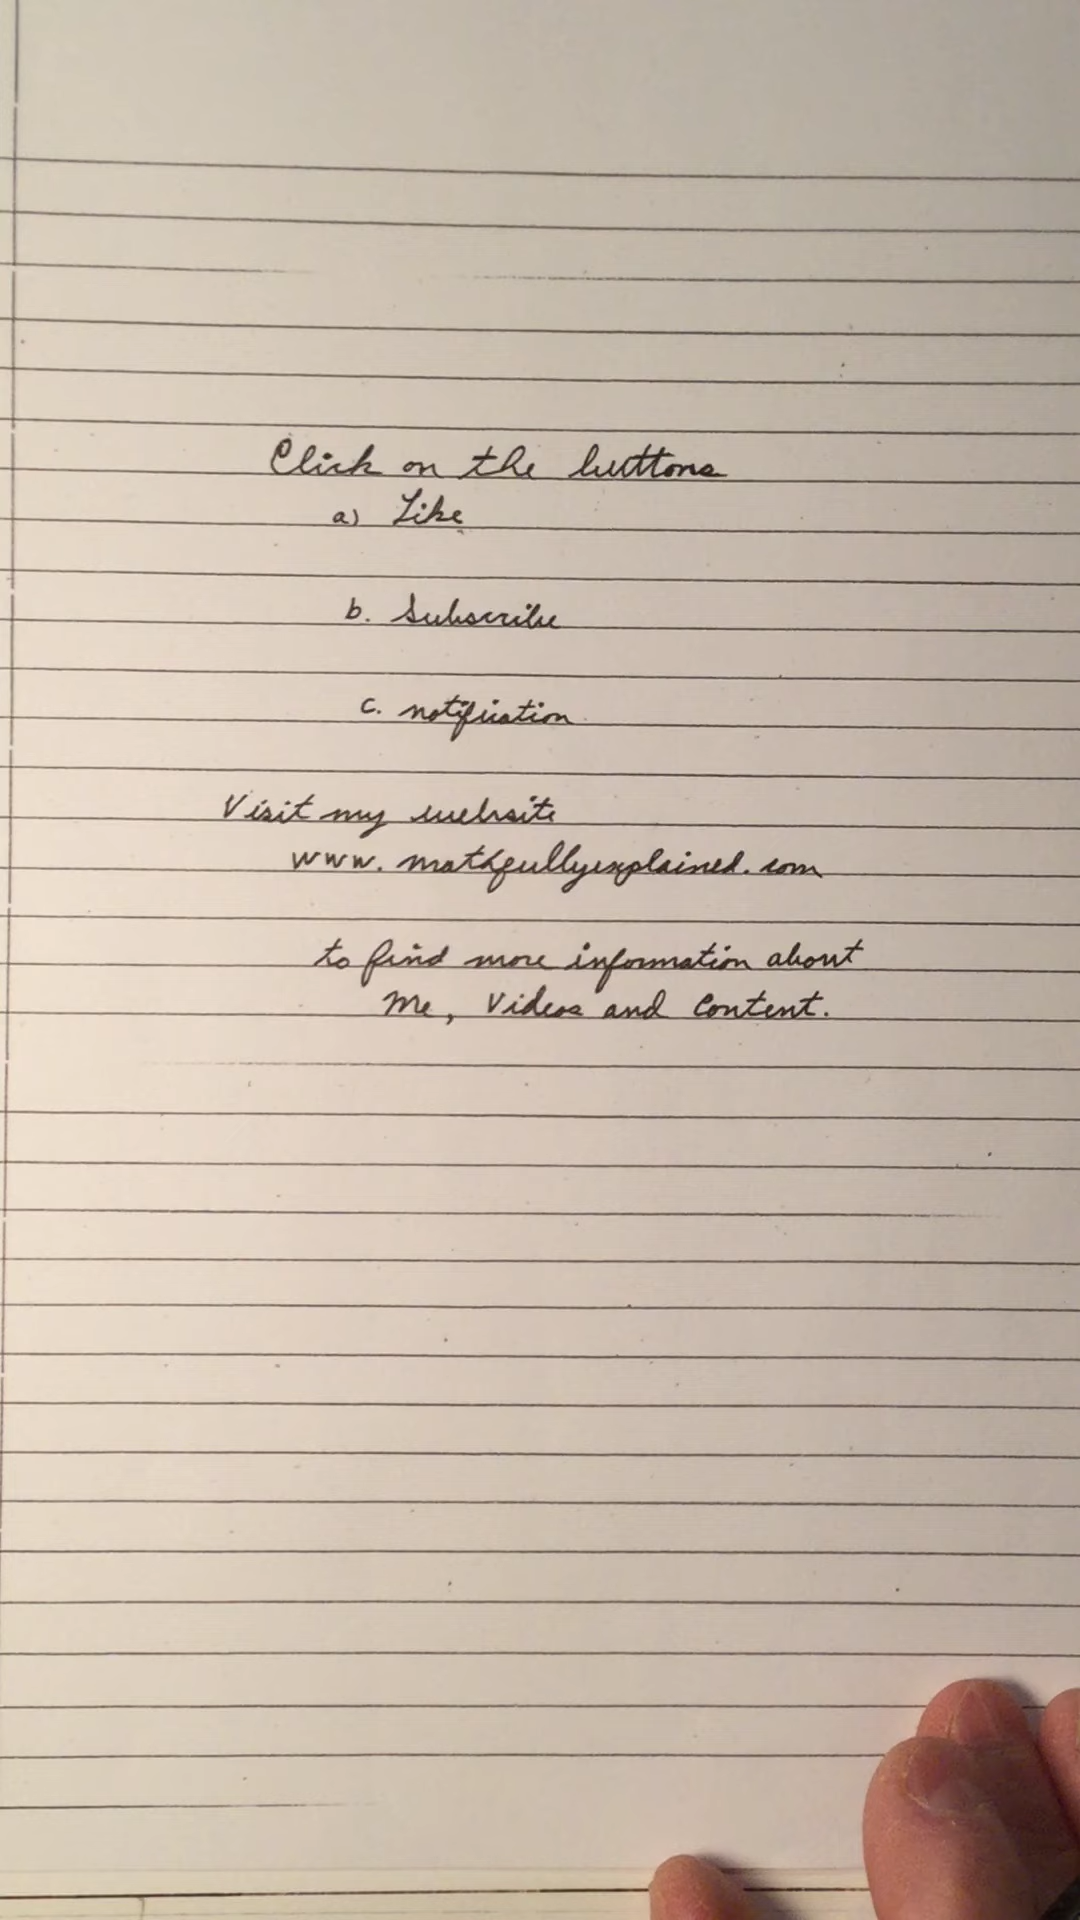 Click on the buttons
a) Like
b. Subscribe
c. notification
Visit my website
www.mathfullyexplained.com
to find more information about
Me, Videos and Content.